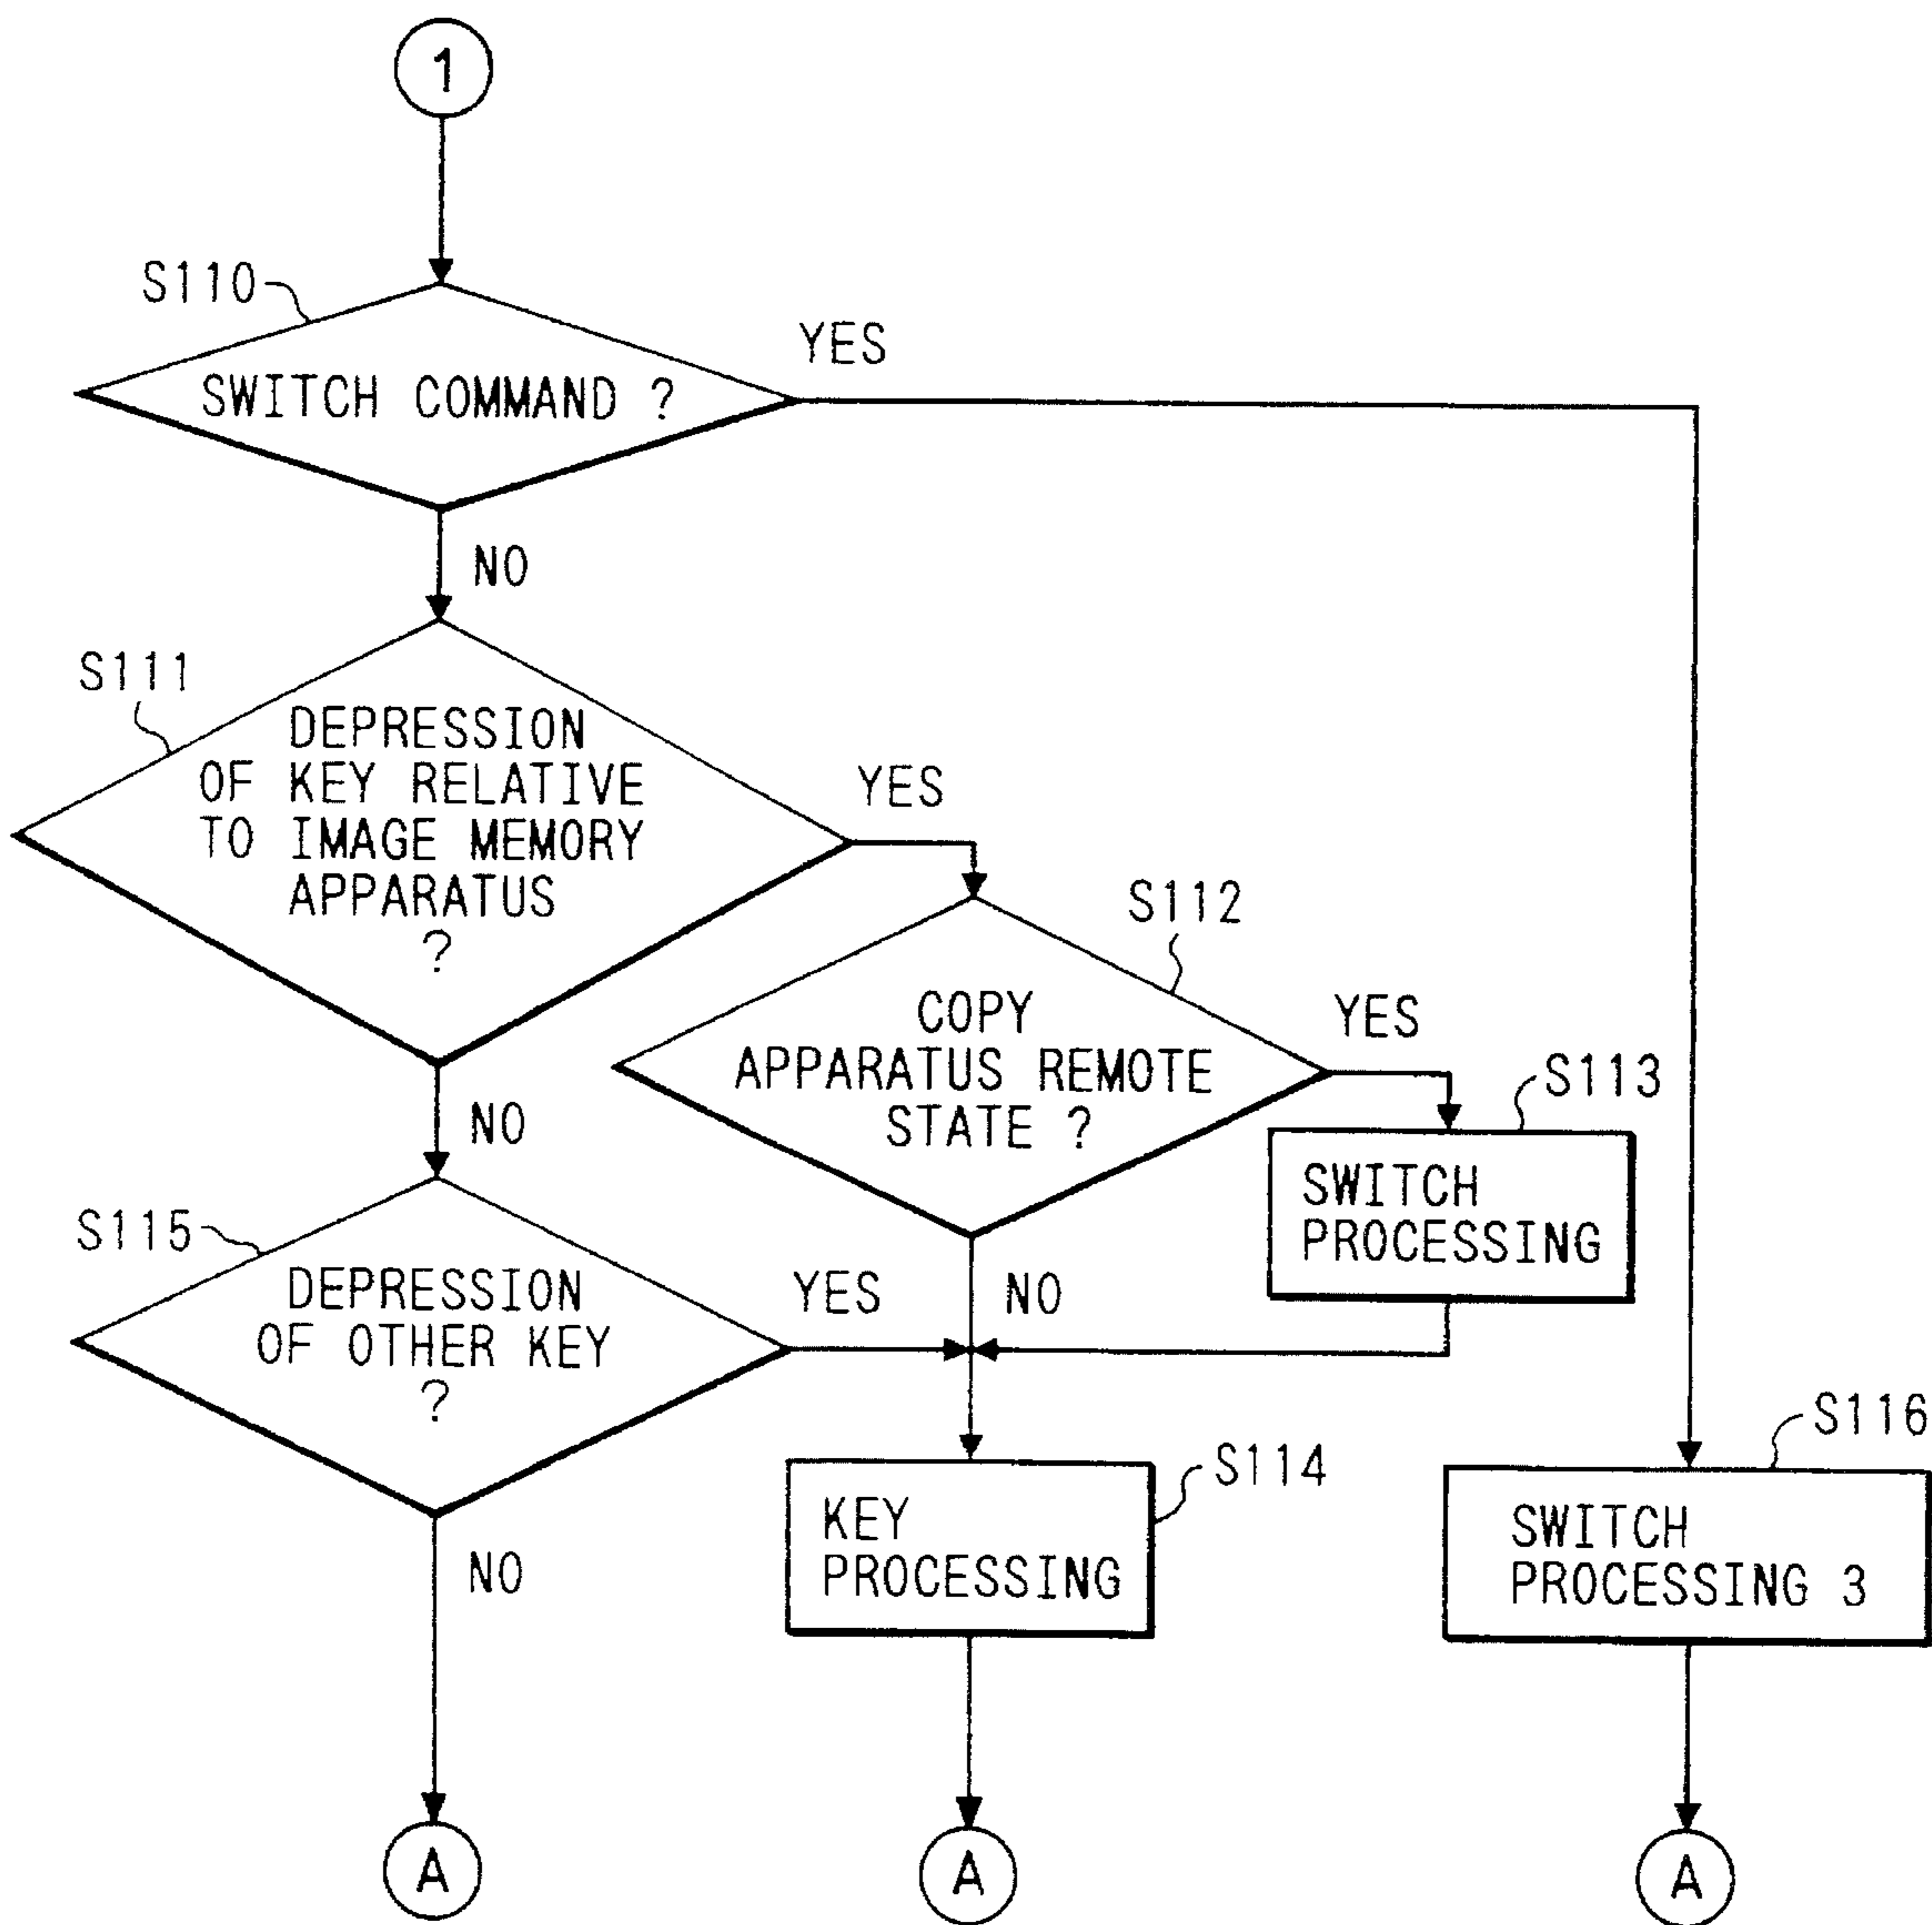 1
S110
SWITCH COMMAND ?
YES
NO
S111
DEPRESSION
OF KEY RELATIVE
TO IMAGE MEMORY
APPARATUS
?
YES
S112
COPY
APPARATUS REMOTE
STATE ?
YES
S113
SWITCH
PROCESSING
NO
NO
S115
DEPRESSION
OF OTHER KEY
?
YES
NO
S114
KEY
PROCESSING
S116
SWITCH
PROCESSING 3
A
A
A